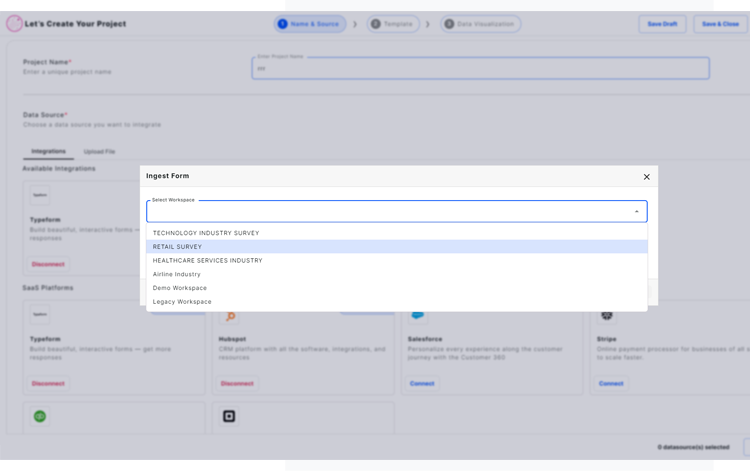 Let's Create Your Project
1 Name & Source
2 Template
3 Data Visualization
Save Draft
Save & Close
Project Name*
Enter a unique project name
Enter Project Name
Data Source*
Choose a data source you want to integrate
Integrations
Upload File
Available Integrations
Typeform
Typeform
Build beautiful, interactive forms — get more
responses
Disconnect
Ingest Form
Select Workspace
TECHNOLOGY INDUSTRY SURVEY
RETAIL SURVEY
HEALTHCARE SERVICES INDUSTRY
Airline Industry
Demo Workspace
Legacy Workspace
SaaS Platforms
Typeform
Typeform
Build beautiful, interactive forms — get more
responses
Disconnect
Hubspot
CRM platform with all the software, integrations, and
resources
Disconnect
Salesforce
Personalize every experience along the customer
journey with the Customer 360
Connect
Stripe
Online payment processor for businesses of all s
to scale faster.
Connect
0 datasource(s) selected